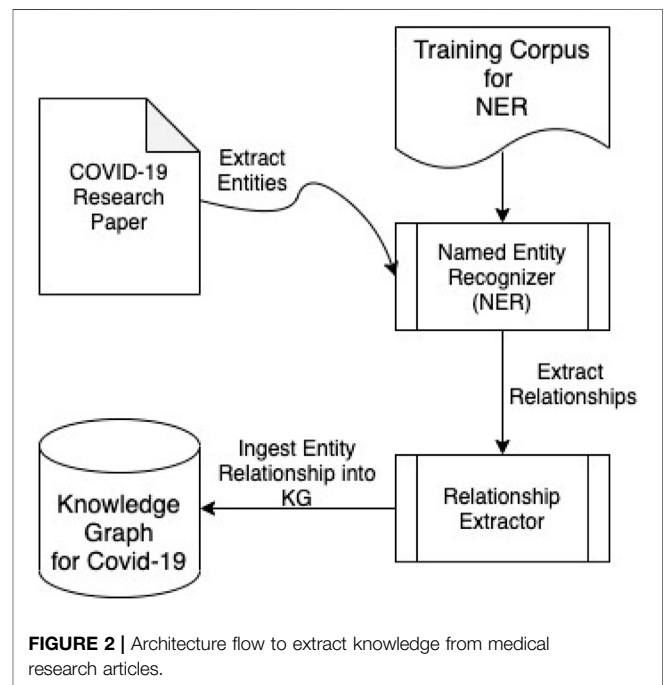 Training Corpus
for
NER
COVID-19
Research
Paper
Extract
Entities
Named Entity
Recognizer
(NER)
Extract
Relationships
Ingest Entity
Relationship into
KG
Relationship
Extractor
Knowledge
Graph
for Covid-19
FIGURE 2 | Architecture flow to extract knowledge from medical
research articles.